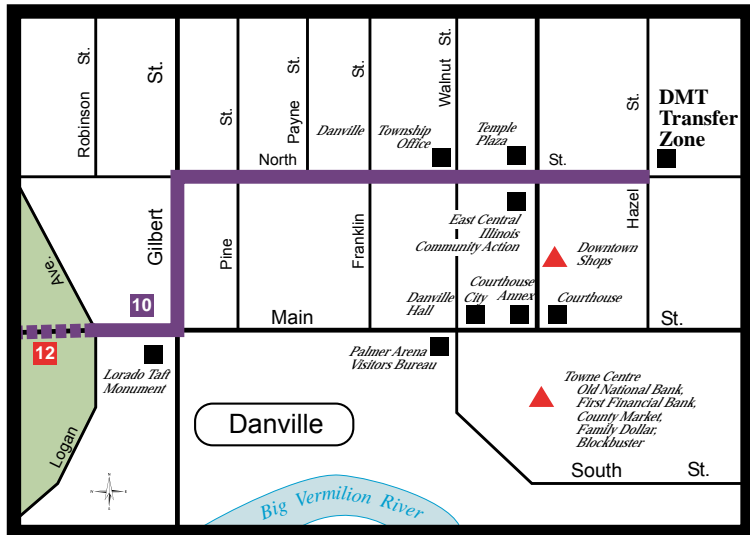 Robinson St.
Gilbert St.
Pine St.
Payne St.
Franklin St.
Walnut St.
Hazel St.
Danville Township
Office
Temple
Plaza
DMT
Transfer
Zone
North St.
East Central
Illinois
Community Action
Downtown
Shops
Danville City
Hall
Courthouse
Annex
Courthouse
Logan Ave.
10
12
Main St.
Lorado Taft
Monument
Palmer Arena
Visitors Bureau
Towne Centre
Old National Bank,
First Financial Bank,
County Market,
Family Dollar,
Blockbuster
Danville
South St.
Big Vermilion River
N
W E
S